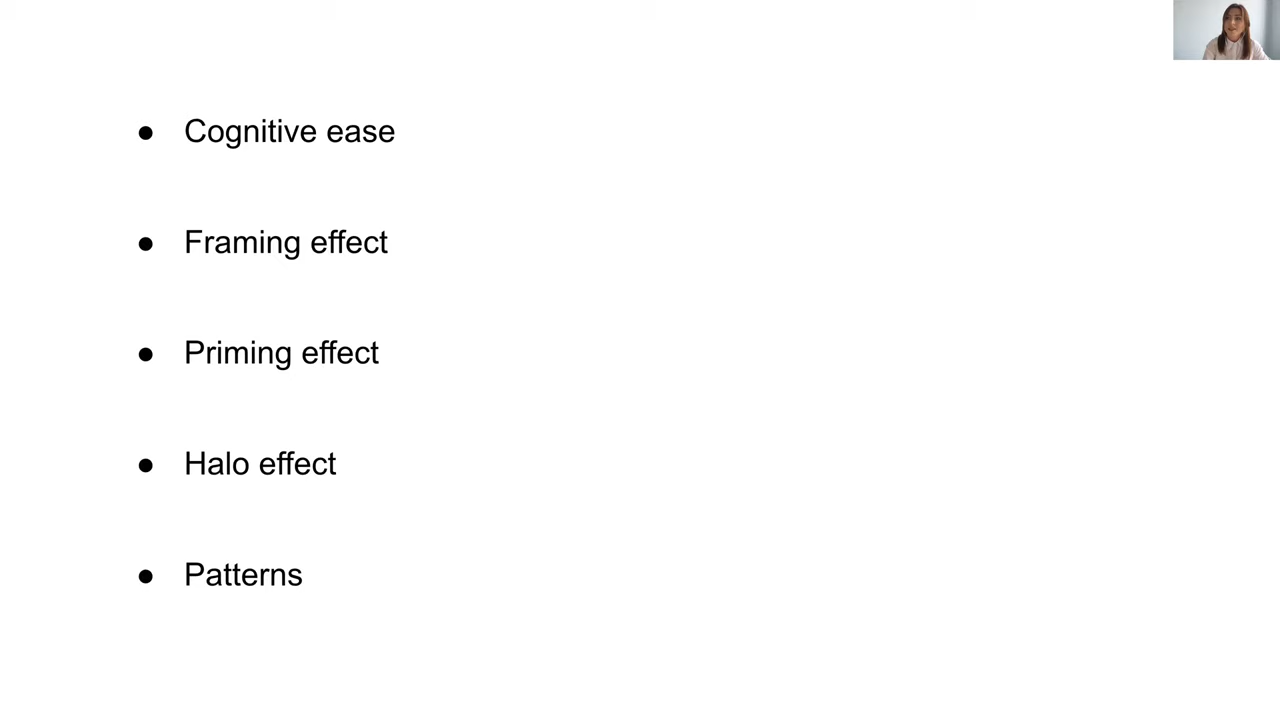 ● Cognitive ease
● Framing effect
● Priming effect
● Halo effect
● Patterns